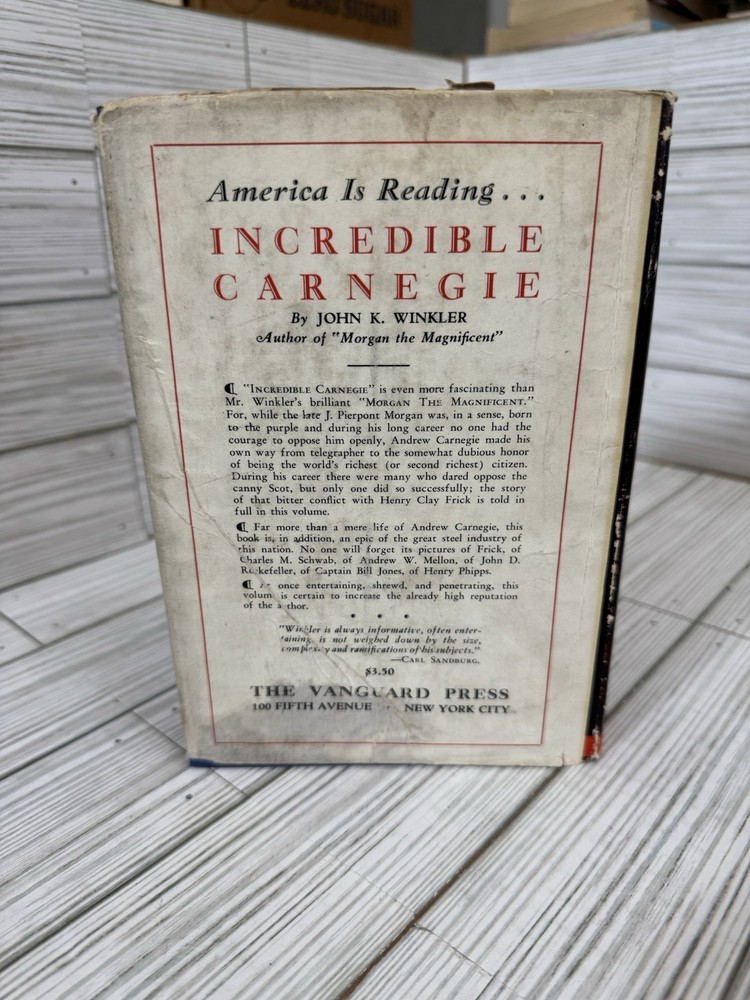 America Is Reading . . .
INCREDIBLE
CARNEGIE
By JOHN K. WINKLER
Author of "Morgan the Magnificent"
¶ "INCREDIBLE CARNEGIE" is even more fascinating than
Mr. Winkler's brilliant "MORGAN THE MAGNIFICENT."
For, while the late J. Pierpont Morgan was, in a sense, born
to the purple and during his long career no one had the
courage to oppose him openly, Andrew Carnegie made his
own way from telegrapher to the somewhat dubious honor
of being the world's richest (or second richest) citizen.
During his career there were many who dared oppose the
canny Scot, but only one did so successfully; the story
of that bitter conflict with Henry Clay Frick is told in
full in this volume.
¶ Far more than a mere life of Andrew Carnegie, this
book is, in addition, an epic of the great steel industry of
this nation. No one will forget its pictures of Frick, of
Charles M. Schwab, of Andrew W. Mellon, of John D.
Rockefeller, of Captain Bill Jones, of Henry Phipps.
¶ At once entertaining, shrewd, and penetrating, this
volume is certain to increase the already high reputation
of the author.
"Winkler is always informative, often enter-
taining, is not weighed down by the size,
complexity and ramifications of his subjects."
—CARL SANDBURG.
$3.50
THE VANGUARD PRESS
100 FIFTH AVENUE · NEW YORK CITY